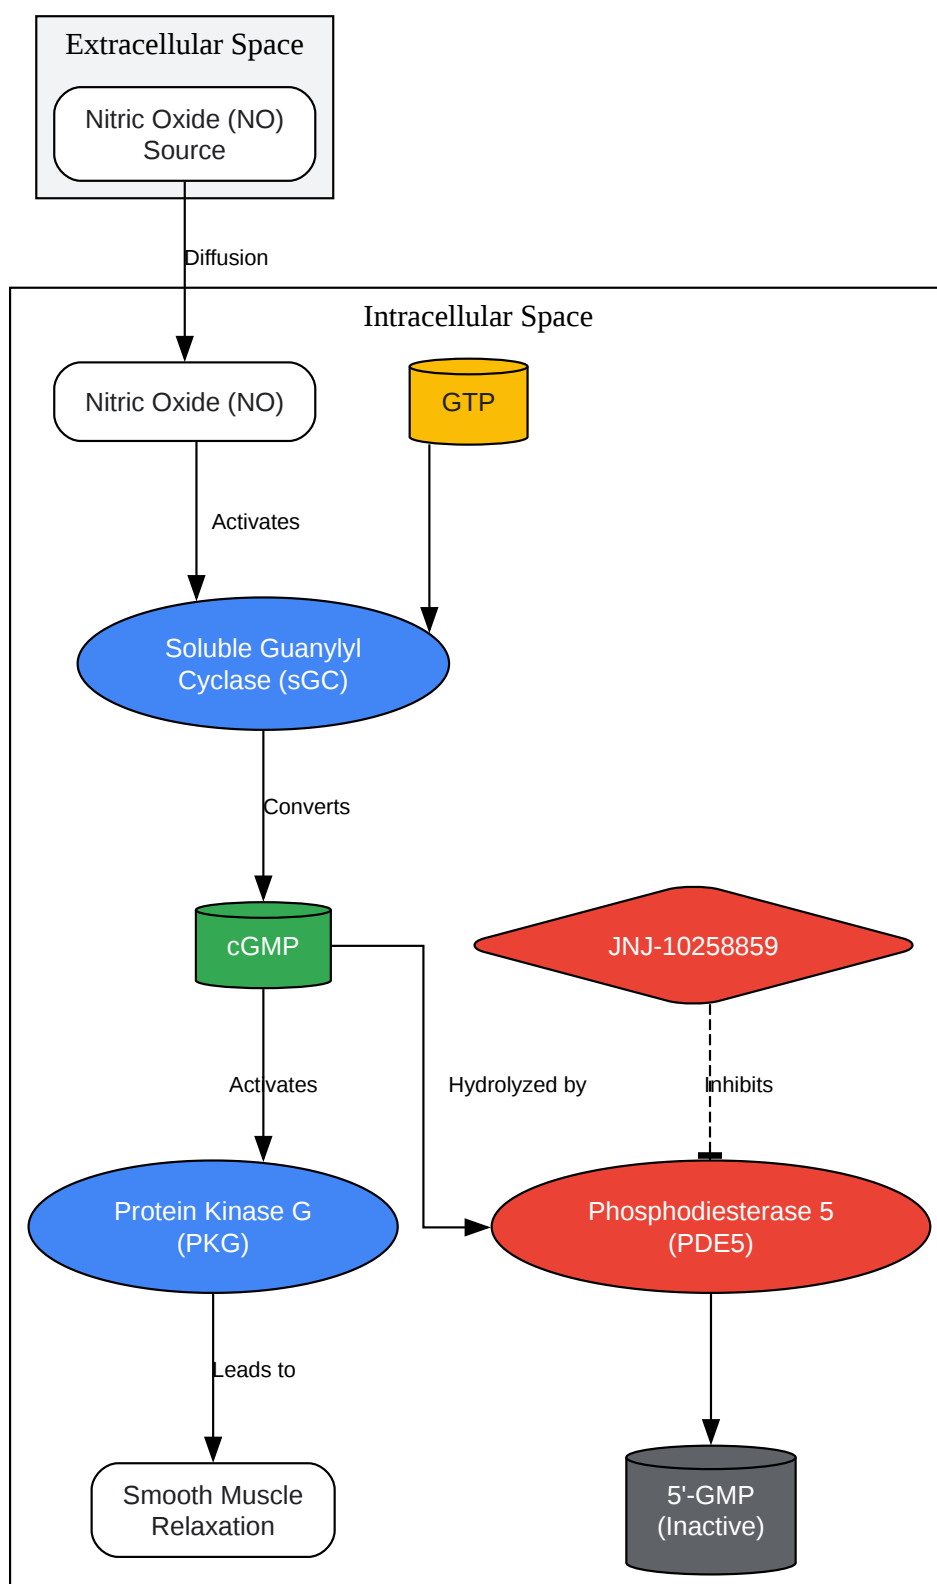 Extracellular Space
Nitric Oxide (NO)
Source
Diffusion
Intracellular Space
Nitric Oxide (NO)
GTP
Activates
Soluble Guanylyl
Cyclase (sGC)
Converts
cGMP
JNJ-10258859
Activates
Hydrolyzed by
Inhibits
Protein Kinase G
(PKG)
Phosphodiesterase 5
(PDE5)
Leads to
Smooth Muscle
Relaxation
5'-GMP
(Inactive)